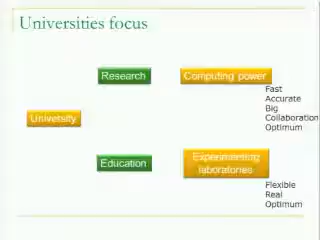 Universities focus
Research
Computing power
Fast
Accurate
Big
Collaboration
Optimum
University
Education
Experimenting
laboratories
Flexible
Real
Optimum